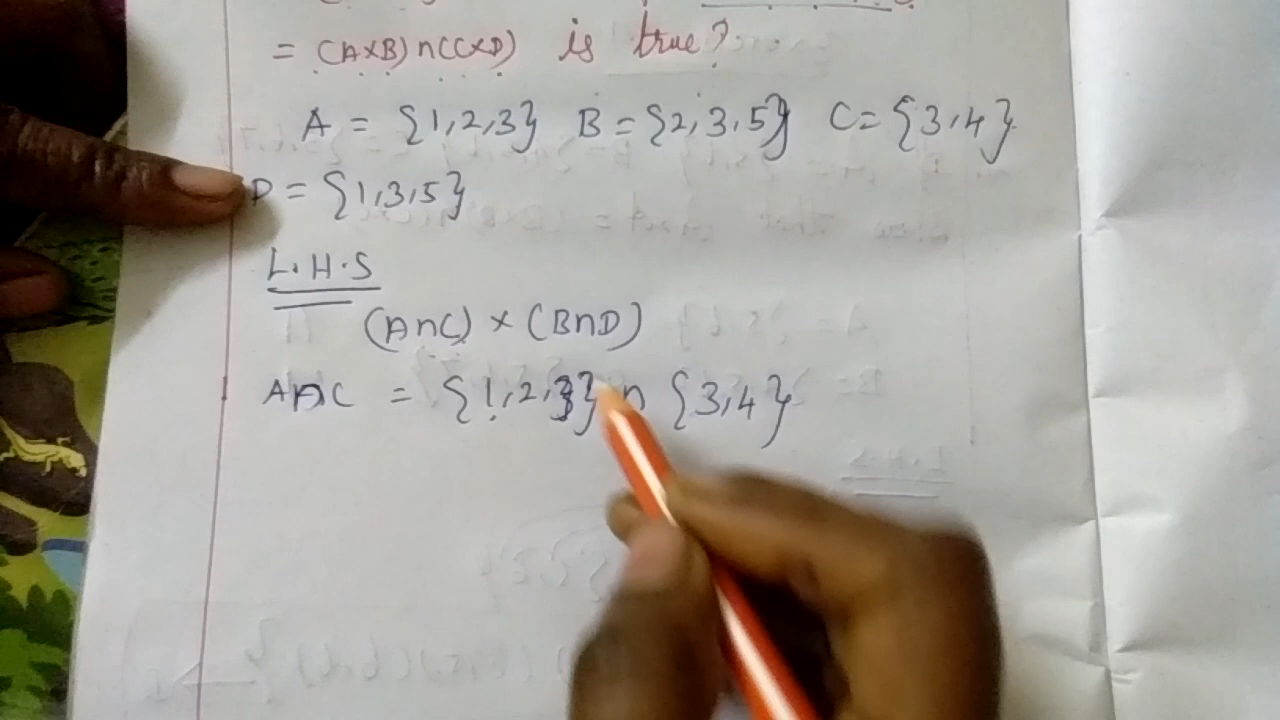 = (A×B)∩(C×D) is true?
A = {1,2,3} B = {2,3,5} C = {3,4}
D = {1,3,5}
L.H.S
(A∩C) × (B∩D)
A∩C = {1,2,3} ∩ {3,4}